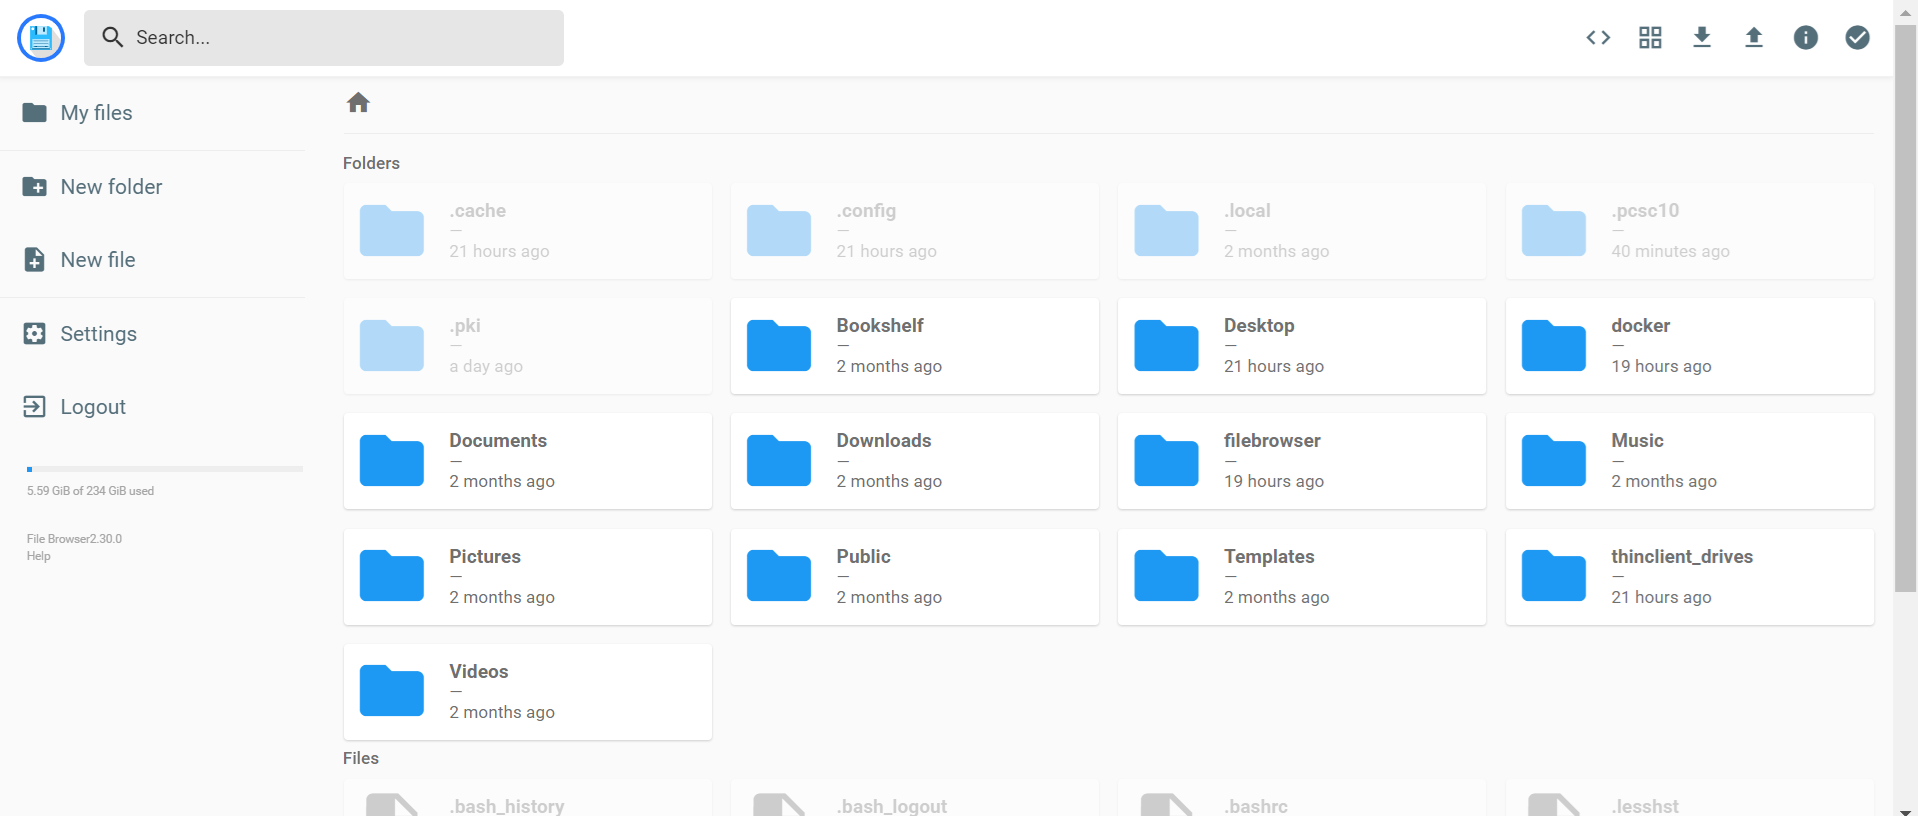 Search...
My files
New folder
New file
Settings
Logout
5.59 GiB of 234 GiB used
File Browser2.30.0
Help
Folders
.cache
—
21 hours ago
.config
—
21 hours ago
.local
—
2 months ago
.pcsc10
—
40 minutes ago
.pki
—
a day ago
Bookshelf
—
2 months ago
Desktop
—
21 hours ago
docker
—
19 hours ago
Documents
—
2 months ago
Downloads
—
2 months ago
filebrowser
—
19 hours ago
Music
—
2 months ago
Pictures
—
2 months ago
Public
—
2 months ago
Templates
—
2 months ago
thinclient_drives
—
21 hours ago
Videos
—
2 months ago
Files
.bash_history
.bash_logout
.bashrc
.lesshst